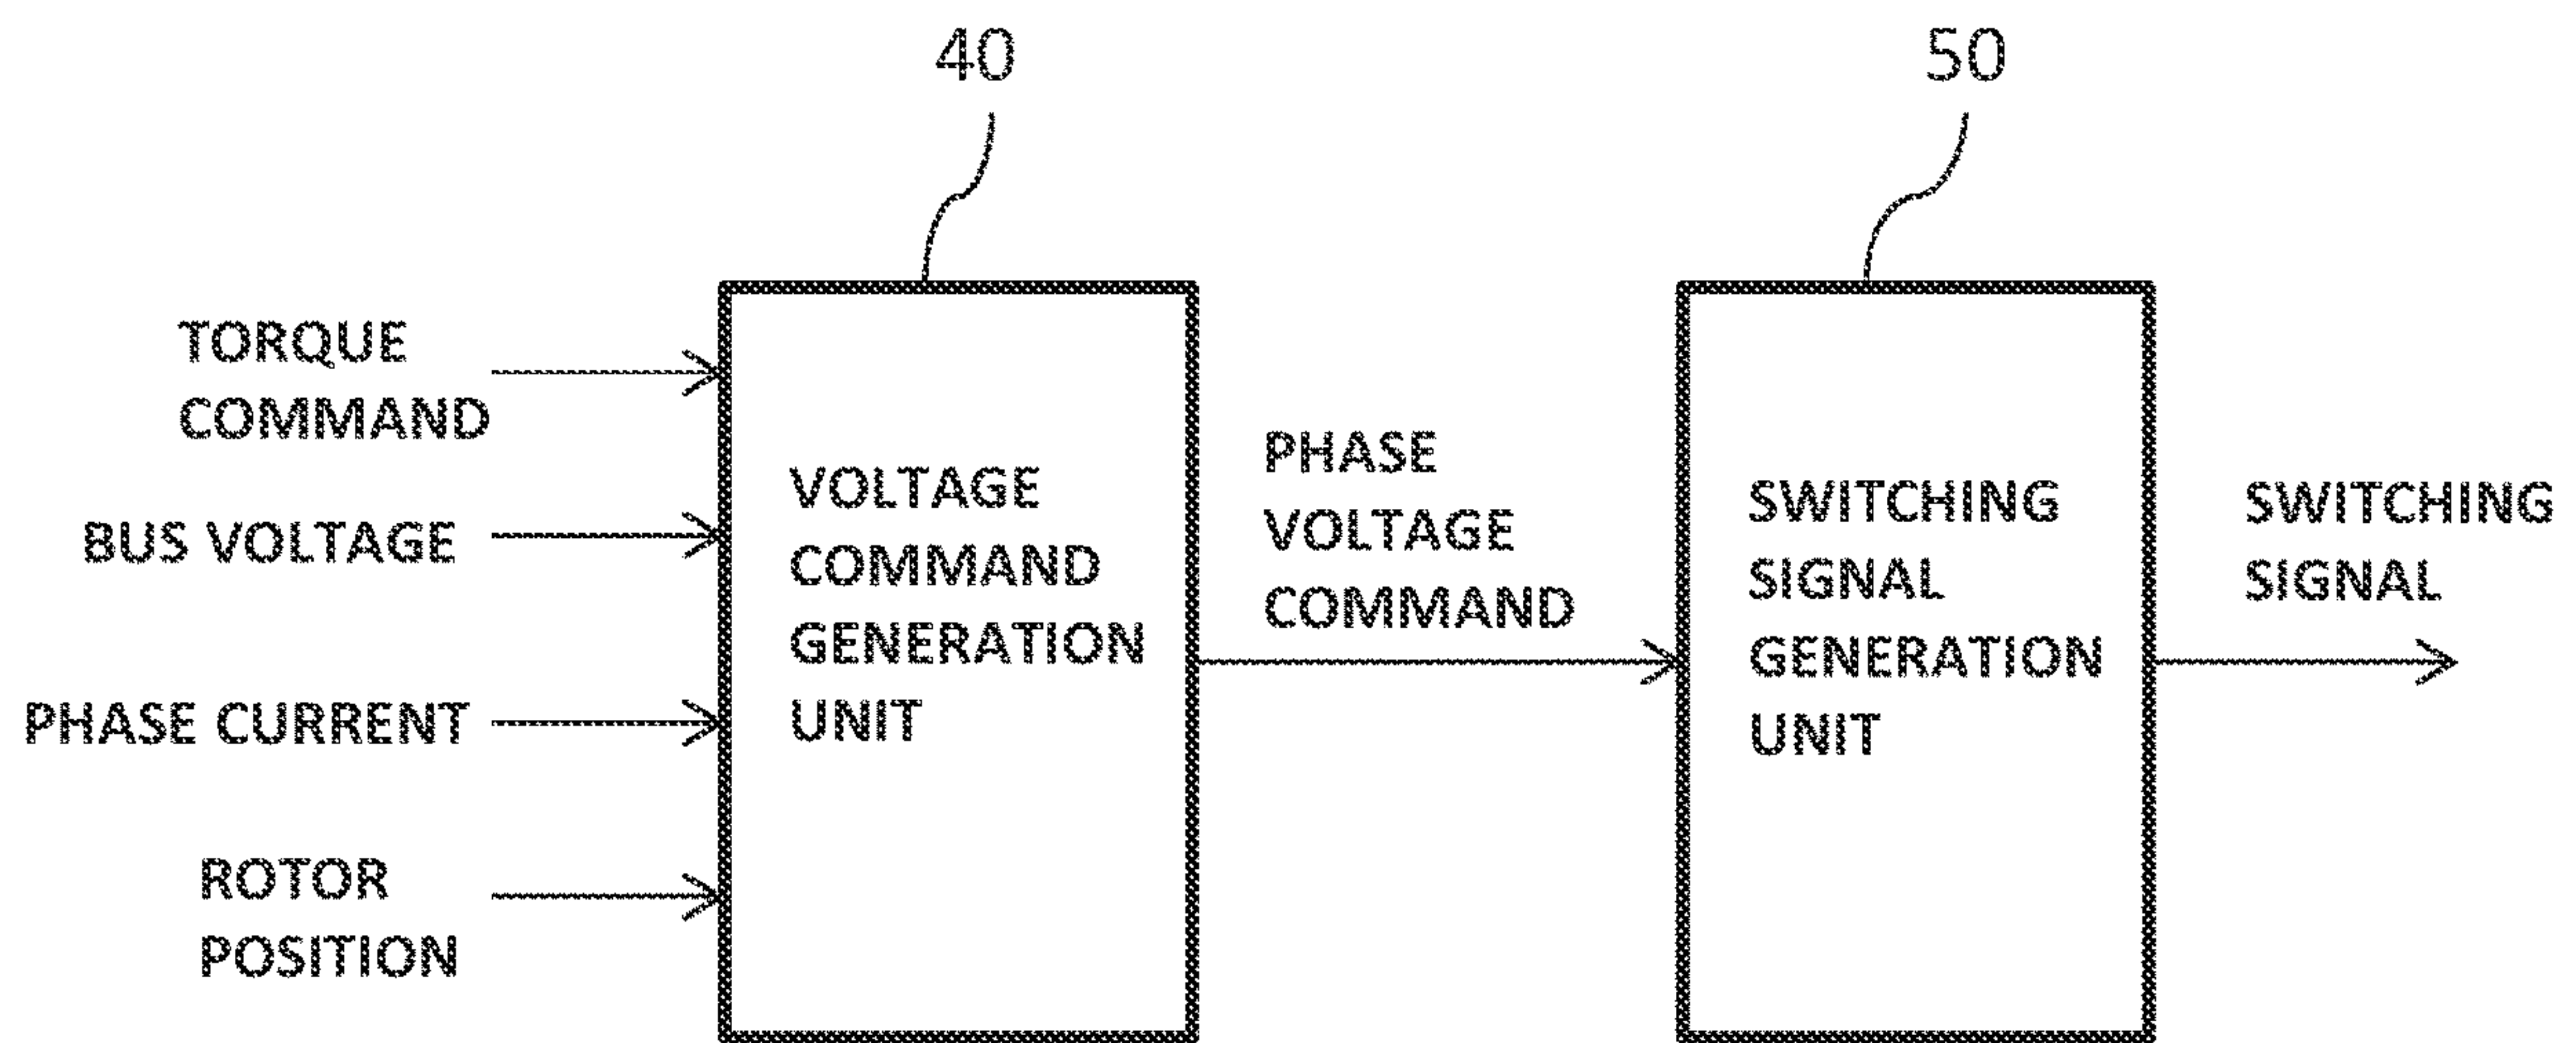 40
50
TORQUE
COMMAND
BUS VOLTAGE
PHASE CURRENT
ROTOR
POSITION
VOLTAGE
COMMAND
GENERATION
UNIT
PHASE
VOLTAGE
COMMAND
SWITCHING
SIGNAL
GENERATION
UNIT
SWITCHING
SIGNAL